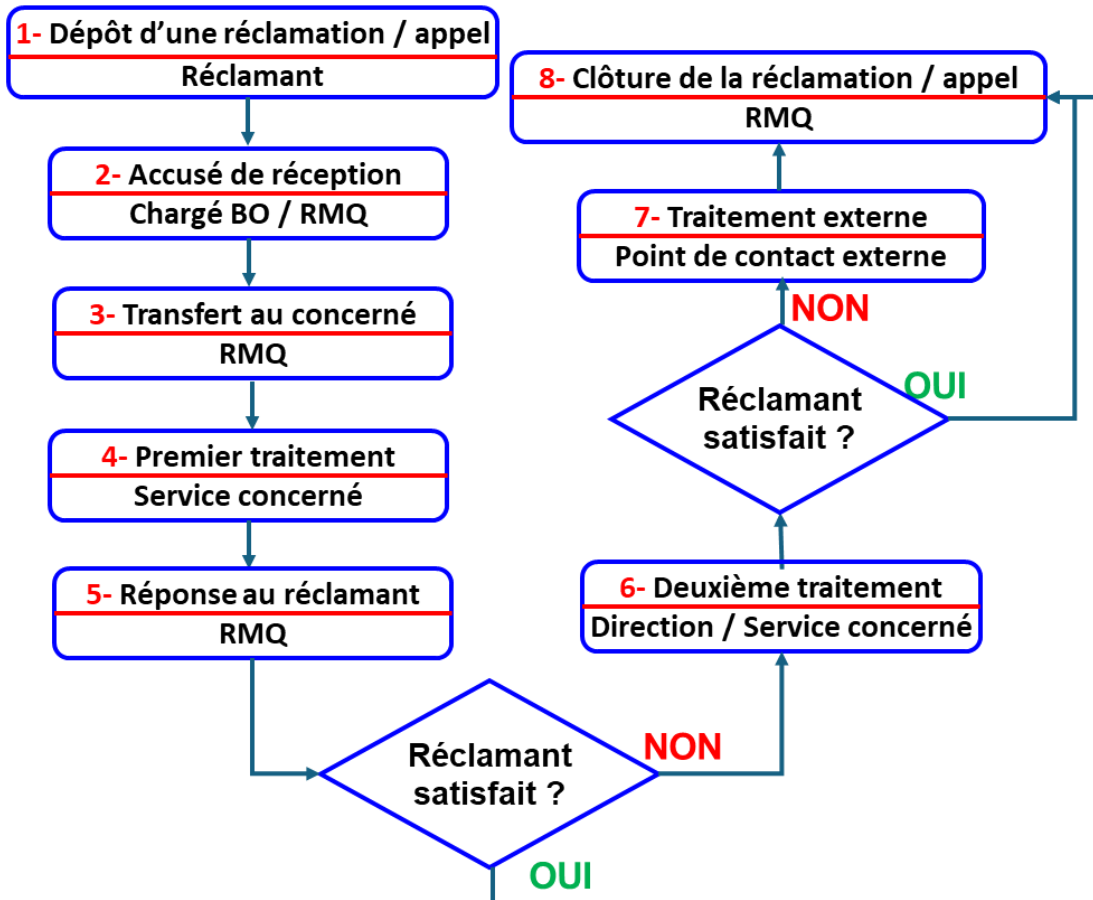 1- Dépôt d’une réclamation / appel
Réclamant
2- Accusé de réception
Chargé BO / RMQ
3- Transfert au concerné
RMQ
4- Premier traitement
Service concerné
5- Réponse au réclamant
RMQ
Réclamant
satisfait ?
NON
OUI
6- Deuxième traitement
Direction / Service concerné
Réclamant
satisfait ?
NON
OUI
7- Traitement externe
Point de contact externe
8- Clôture de la réclamation / appel
RMQ